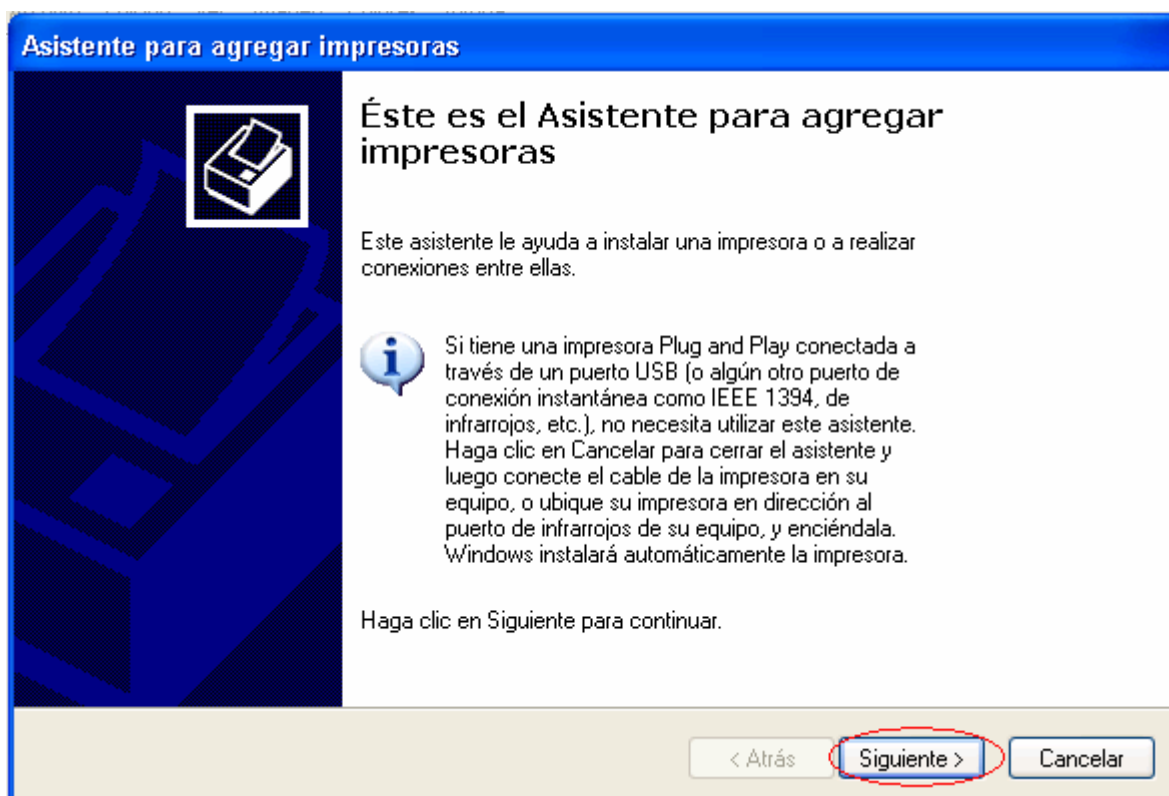 Asistente para agregar impresoras
Éste es el Asistente para agregar
impresoras
Este asistente le ayuda a instalar una impresora o a realizar
conexiones entre ellas.
Si tiene una impresora Plug and Play conectada a
través de un puerto USB (o algún otro puerto de
conexión instantánea como IEEE 1394, de
infrarrojos, etc.), no necesita utilizar este asistente.
Haga clic en Cancelar para cerrar el asistente y
luego conecte el cable de la impresora en su
equipo, o ubique su impresora en dirección al
puerto de infrarrojos de su equipo, y enciéndala.
Windows instalará automáticamente la impresora.
Haga clic en Siguiente para continuar.
< Atrás Siguiente > Cancelar